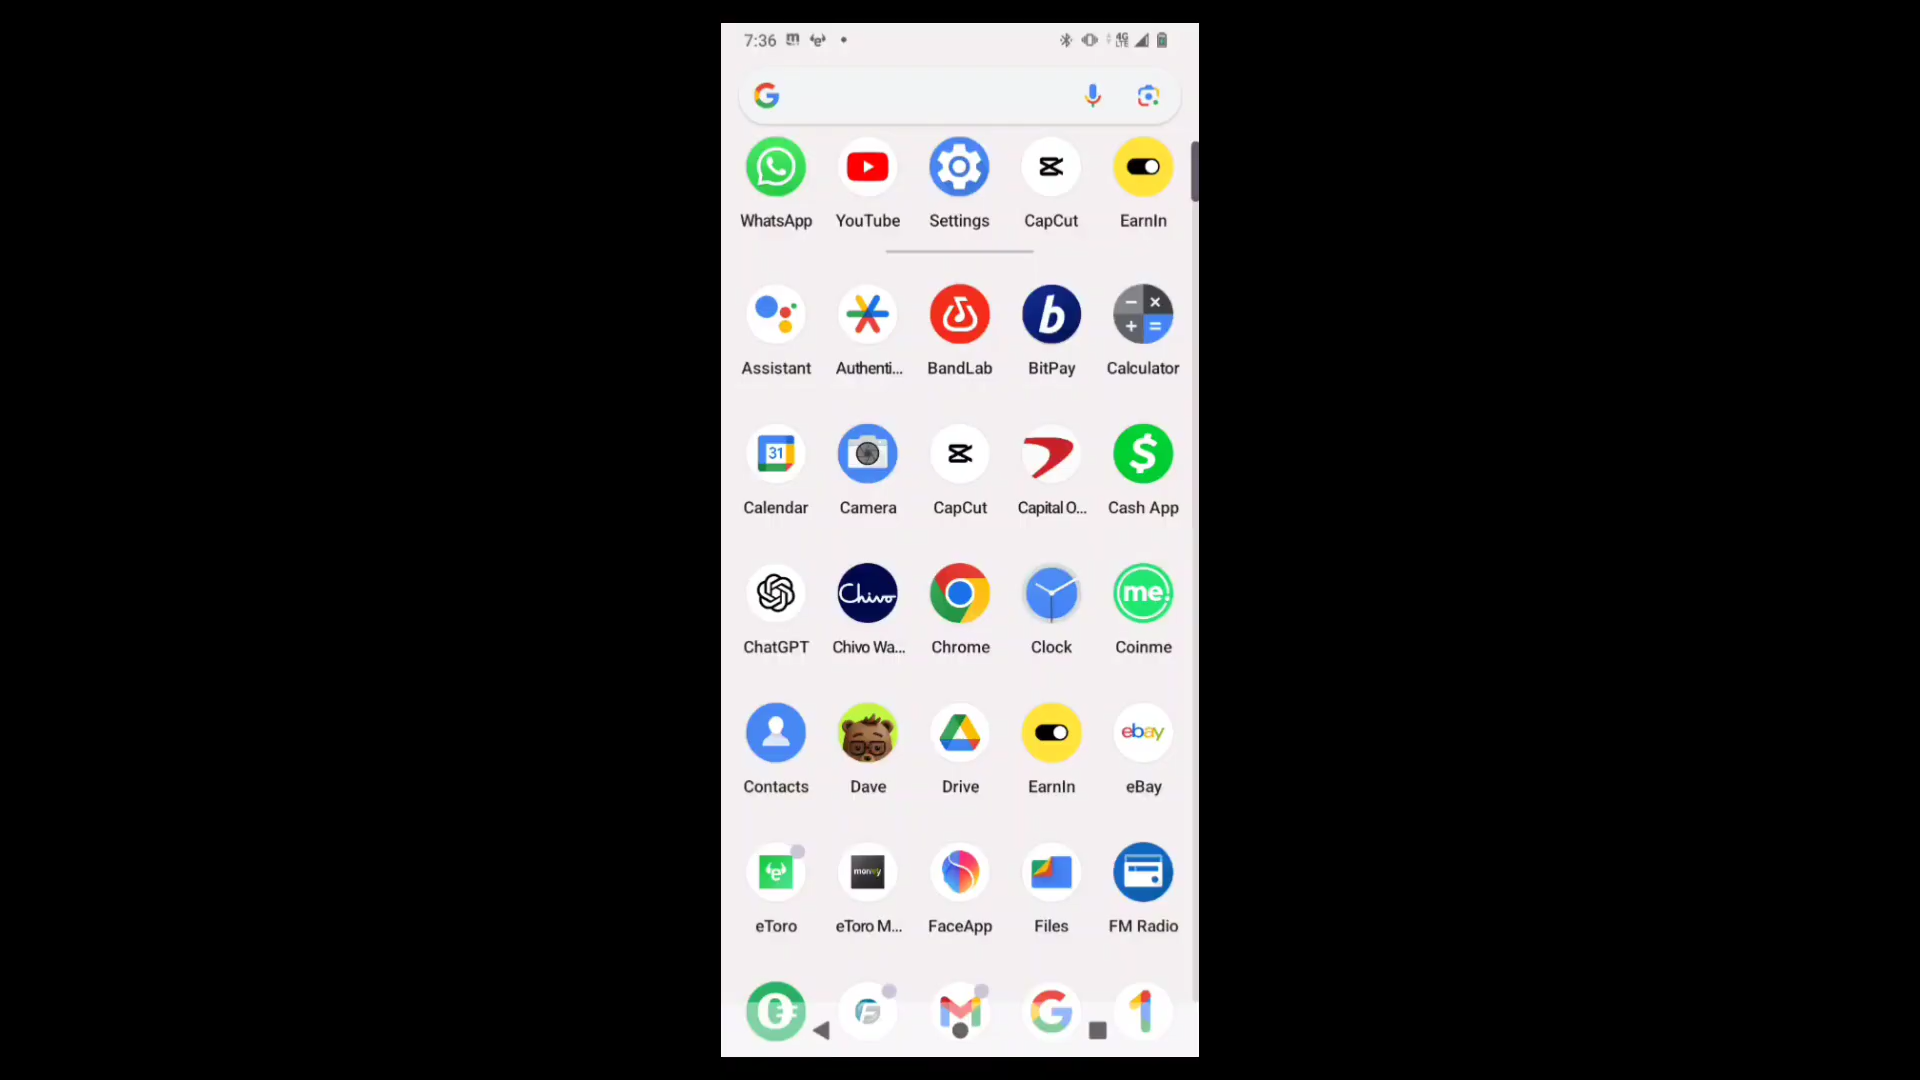 7:36 4G LTE
WhatsApp YouTube Settings CapCut EarnIn
b
Assistant Authenti... BandLab BitPay Calculator
31
Calendar Camera CapCut Capital O... Cash App
Chivo me.
ChatGPT Chivo Wa... Chrome Clock Coinme
ebay
Contacts Dave Drive EarnIn eBay
eToro eToro M... FaceApp Files FM Radio